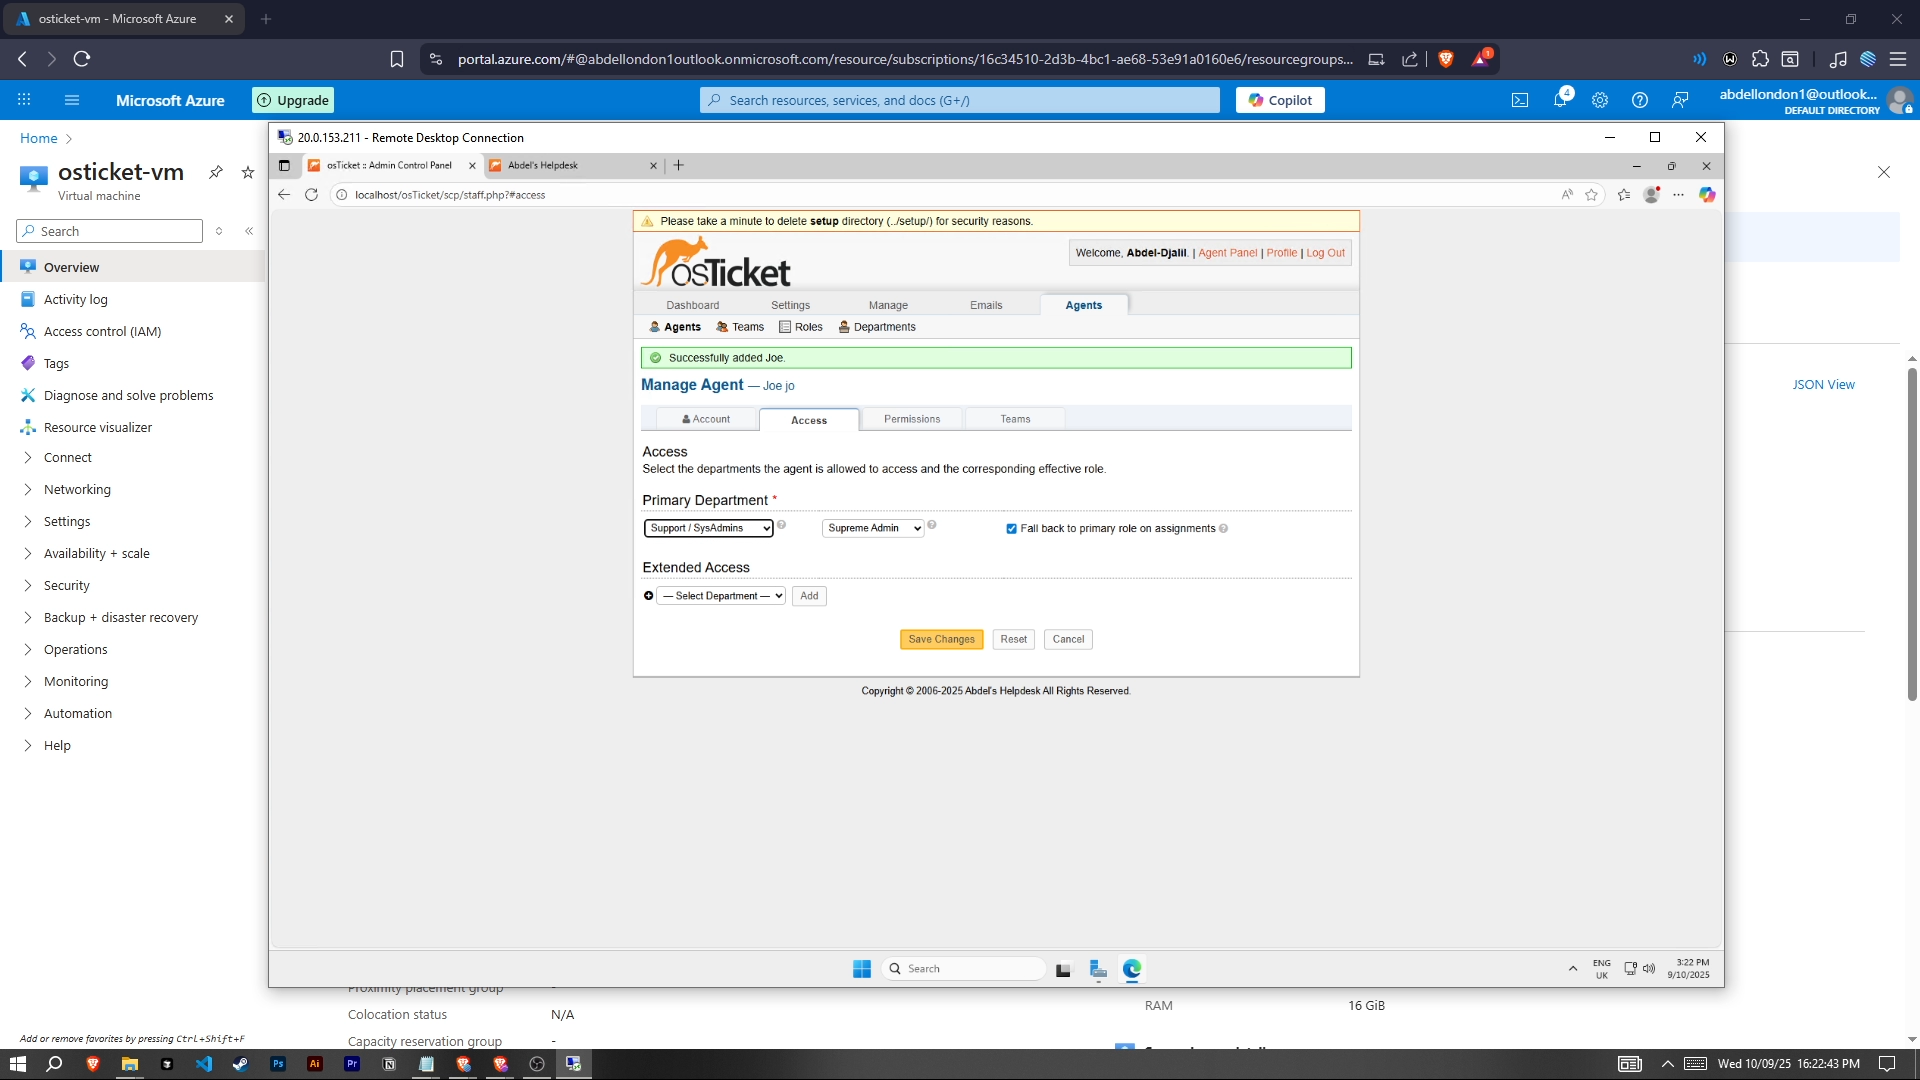 osticket-vm - Microsoft Azure
portal.azure.com/#@abdellondon1outlook.onmicrosoft.com/resource/subscriptions/16c34510-2d3b-4bc1-ae68-53e91a0160e6/resourcegroups...
1
Microsoft Azure
Upgrade
Search resources, services, and docs (G+/)
Copilot
4
abdellondon1@outlook...
DEFAULT DIRECTORY
Home
osticket-vm
Virtual machine
Search
Overview
Activity log
Access control (IAM)
Tags
Diagnose and solve problems
Resource visualizer
Connect
Networking
Settings
Availability + scale
Security
Backup + disaster recovery
Operations
Monitoring
Automation
Help
Add or remove favorites by pressing Ctrl+Shift+F
JSON View
20.0.153.211 - Remote Desktop Connection
osTicket :: Admin Control Panel
Abdel's Helpdesk
localhost/osTicket/scp/staff.php?#access
Please take a minute to delete setup directory (../setup/) for security reasons.
osTicket
Welcome, Abdel-Djalil. | Agent Panel | Profile | Log Out
Dashboard Settings Manage Emails Agents
Agents Teams Roles Departments
Successfully added Joe.
Manage Agent — Joe jo
Account Access Permissions Teams
Access
Select the departments the agent is allowed to access and the corresponding effective role.
Primary Department *
Support / SysAdmins Supreme Admin Fall back to primary role on assignments
Extended Access
— Select Department — Add
Save Changes Reset Cancel
Copyright © 2006-2025 Abdel's Helpdesk All Rights Reserved.
Search
ENG
UK
3:22 PM
9/10/2025
Proximity placement group -
Colocation status N/A
Capacity reservation group -
RAM 16 GiB
Ps Ai Pr
Wed 10/09/25 16:22:43 PM